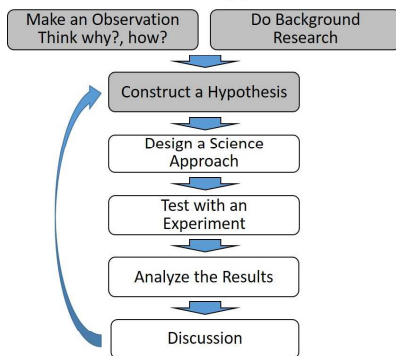 Make an Observation
Think why?, how?
Do Background
Research
Construct a Hypothesis
Design a Science
Approach
Test with an
Experiment
Analyze the Results
Discussion